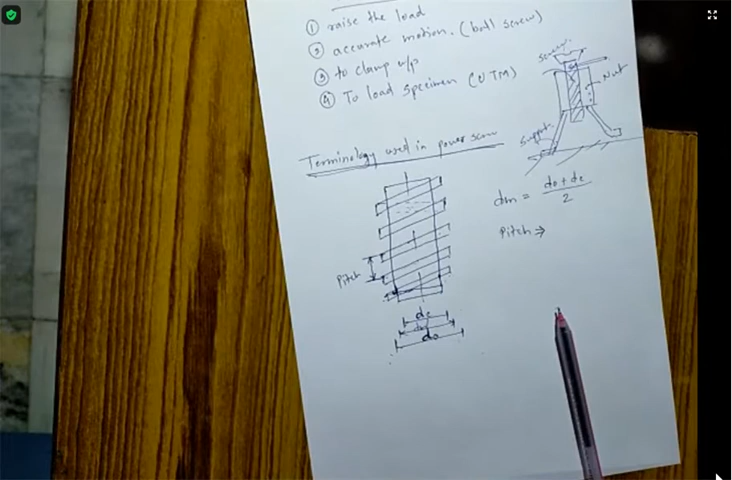 ① raise the load
② accurate motion. (ball screw)
③ to clamp w/p
④ To load specimen (UTM)
screw
Nut
Support
Terminology used in power screw
dm = do + dc / 2
Pitch ⇒
Pitch
dc
dm
do